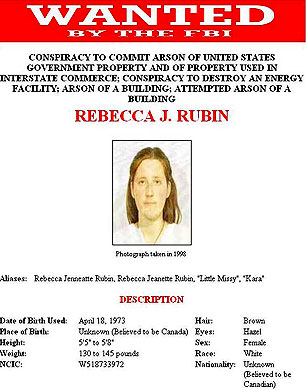 WANTED
BY THE FBI
CONSPIRACY TO COMMIT ARSON OF UNITED STATES
GOVERNMENT PROPERTY AND OF PROPERTY USED IN
INTERSTATE COMMERCE; CONSPIRACY TO DESTROY AN ENERGY
FACILITY; ARSON OF A BUILDING; ATTEMPTED ARSON OF A
BUILDING
REBECCA J. RUBIN
Photograph taken in 1998
Aliases: Rebecca Jenneatte Rubin, Rebecca Jeanette Rubin, "Little Missy", "Kara"
DESCRIPTION
Date of Birth Used: April 18, 1973 Hair: Brown
Place of Birth: Unknown (Believed to be Canada) Eyes: Hazel
Height: 5'5" to 5'8" Sex: Female
Weight: 130 to 145 pounds Race: White
NCIC: W518733972 Nationality: Unknown
(Believed to be
Canadian)